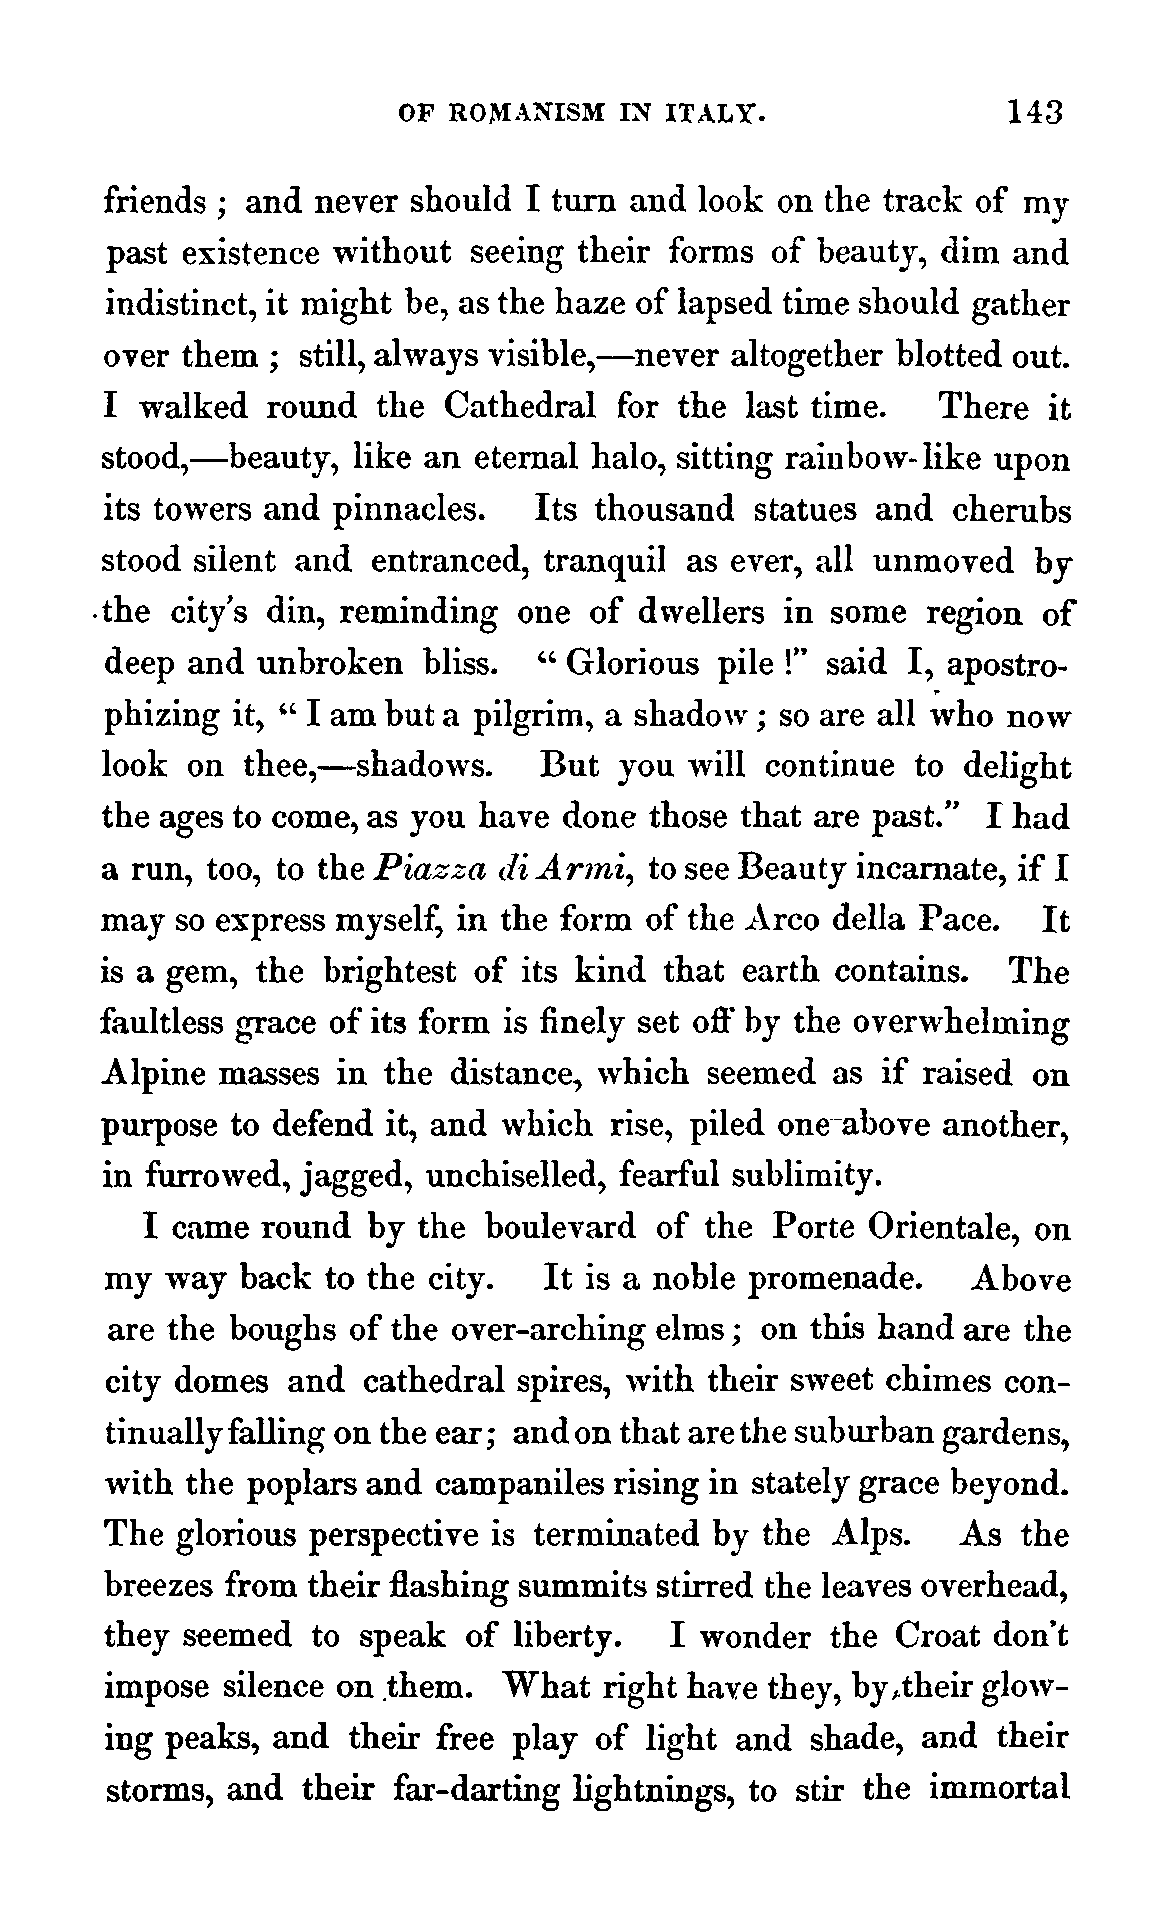 OF ROMANISM IN ITALY. 143
friends ; and never should I turn and look on the track of my
past existence without seeing their forms of beauty, dim and
indistinct, it might be, as the haze of lapsed time should gather
over them ; still, always visible,—never altogether blotted out.
I walked round the Cathedral for the last time. There it
stood,—beauty, like an eternal halo, sitting rainbow-like upon
its towers and pinnacles. Its thousand statues and cherubs
stood silent and entranced, tranquil as ever, all unmoved by
the city's din, reminding one of dwellers in some region of
deep and unbroken bliss. “ Glorious pile !” said I, apostro-
phizing it, “ I am but a pilgrim, a shadow ; so are all who now
look on thee,—shadows. But you will continue to delight
the ages to come, as you have done those that are past.” I had
a run, too, to the Piazza di Armi, to see Beauty incarnate, if I
may so express myself, in the form of the Arco della Pace. It
is a gem, the brightest of its kind that earth contains. The
faultless grace of its form is finely set off by the overwhelming
Alpine masses in the distance, which seemed as if raised on
purpose to defend it, and which rise, piled one above another,
in furrowed, jagged, unchiselled, fearful sublimity.
I came round by the boulevard of the Porte Orientale, on
my way back to the city. It is a noble promenade. Above
are the boughs of the over-arching elms ; on this hand are the
city domes and cathedral spires, with their sweet chimes con-
tinually falling on the ear ; and on that are the suburban gardens,
with the poplars and campaniles rising in stately grace beyond.
The glorious perspective is terminated by the Alps. As the
breezes from their flashing summits stirred the leaves overhead,
they seemed to speak of liberty. I wonder the Croat don't
impose silence on them. What right have they, by their glow-
ing peaks, and their free play of light and shade, and their
storms, and their far-darting lightnings, to stir the immortal